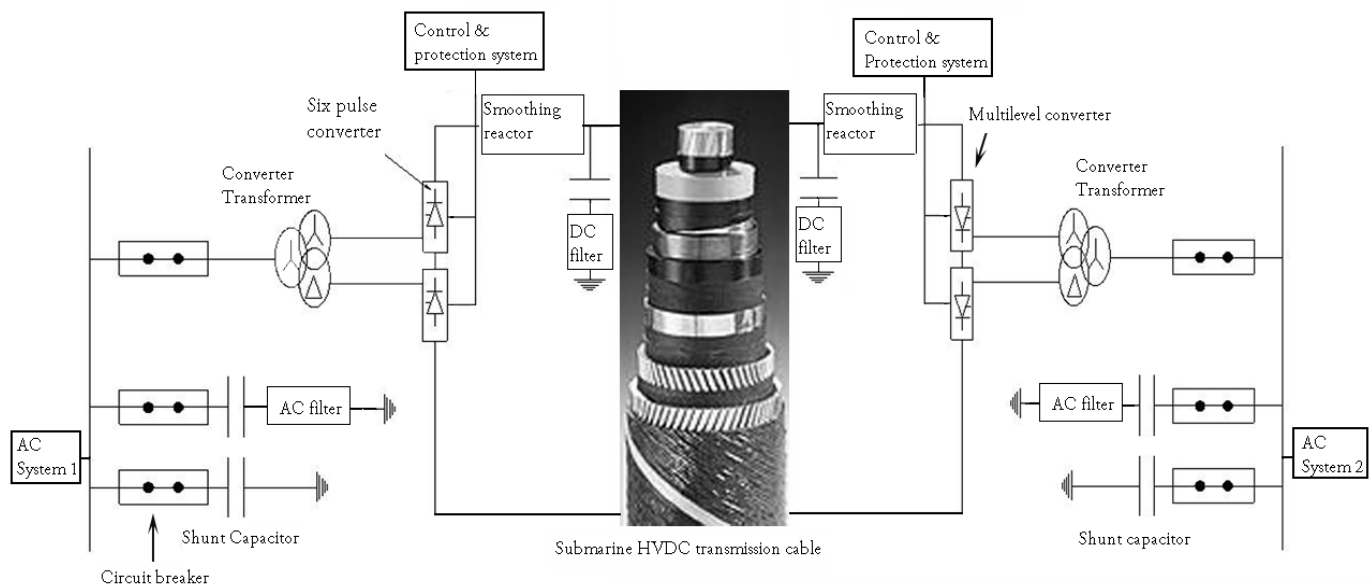 Control &
protection system
Control &
Protection system
Six pulse
converter
Smoothing
reactor
Smoothing
reactor
Multilevel converter
Converter
Transformer
Converter
Transformer
DC
filter
DC
filter
AC filter
AC filter
AC
System 1
AC
System 2
Shunt Capacitor
Shunt capacitor
Submarine HVDC transmission cable
Circuit breaker